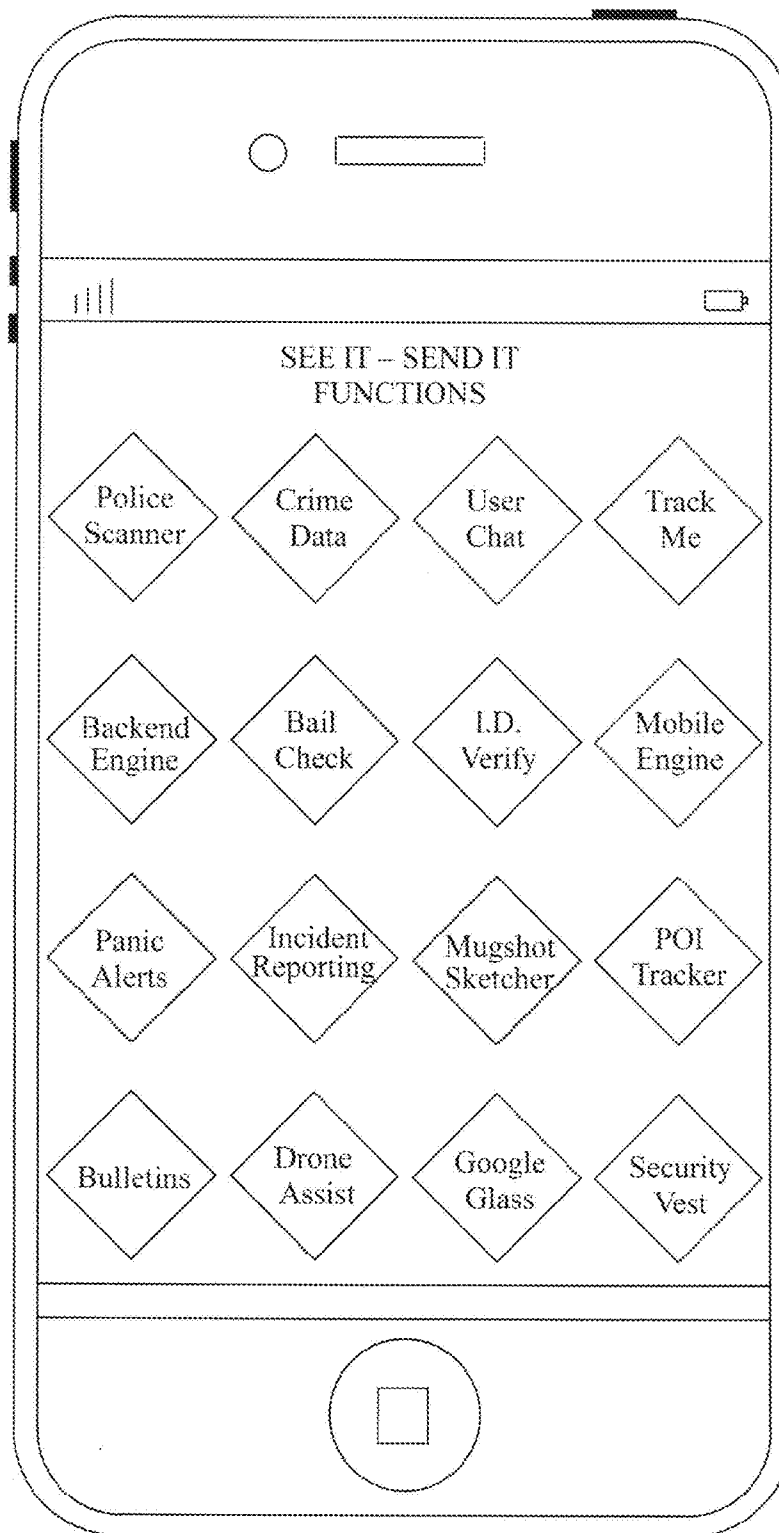 SEE IT – SEND IT
FUNCTIONS
Police
Scanner
Crime
Data
User
Chat
Track
Me
Backend
Engine
Bail
Check
I.D.
Verify
Mobile
Engine
Panic
Alerts
Incident
Reporting
Mugshot
Sketcher
POI
Tracker
Bulletins
Drone
Assist
Google
Glass
Security
Vest